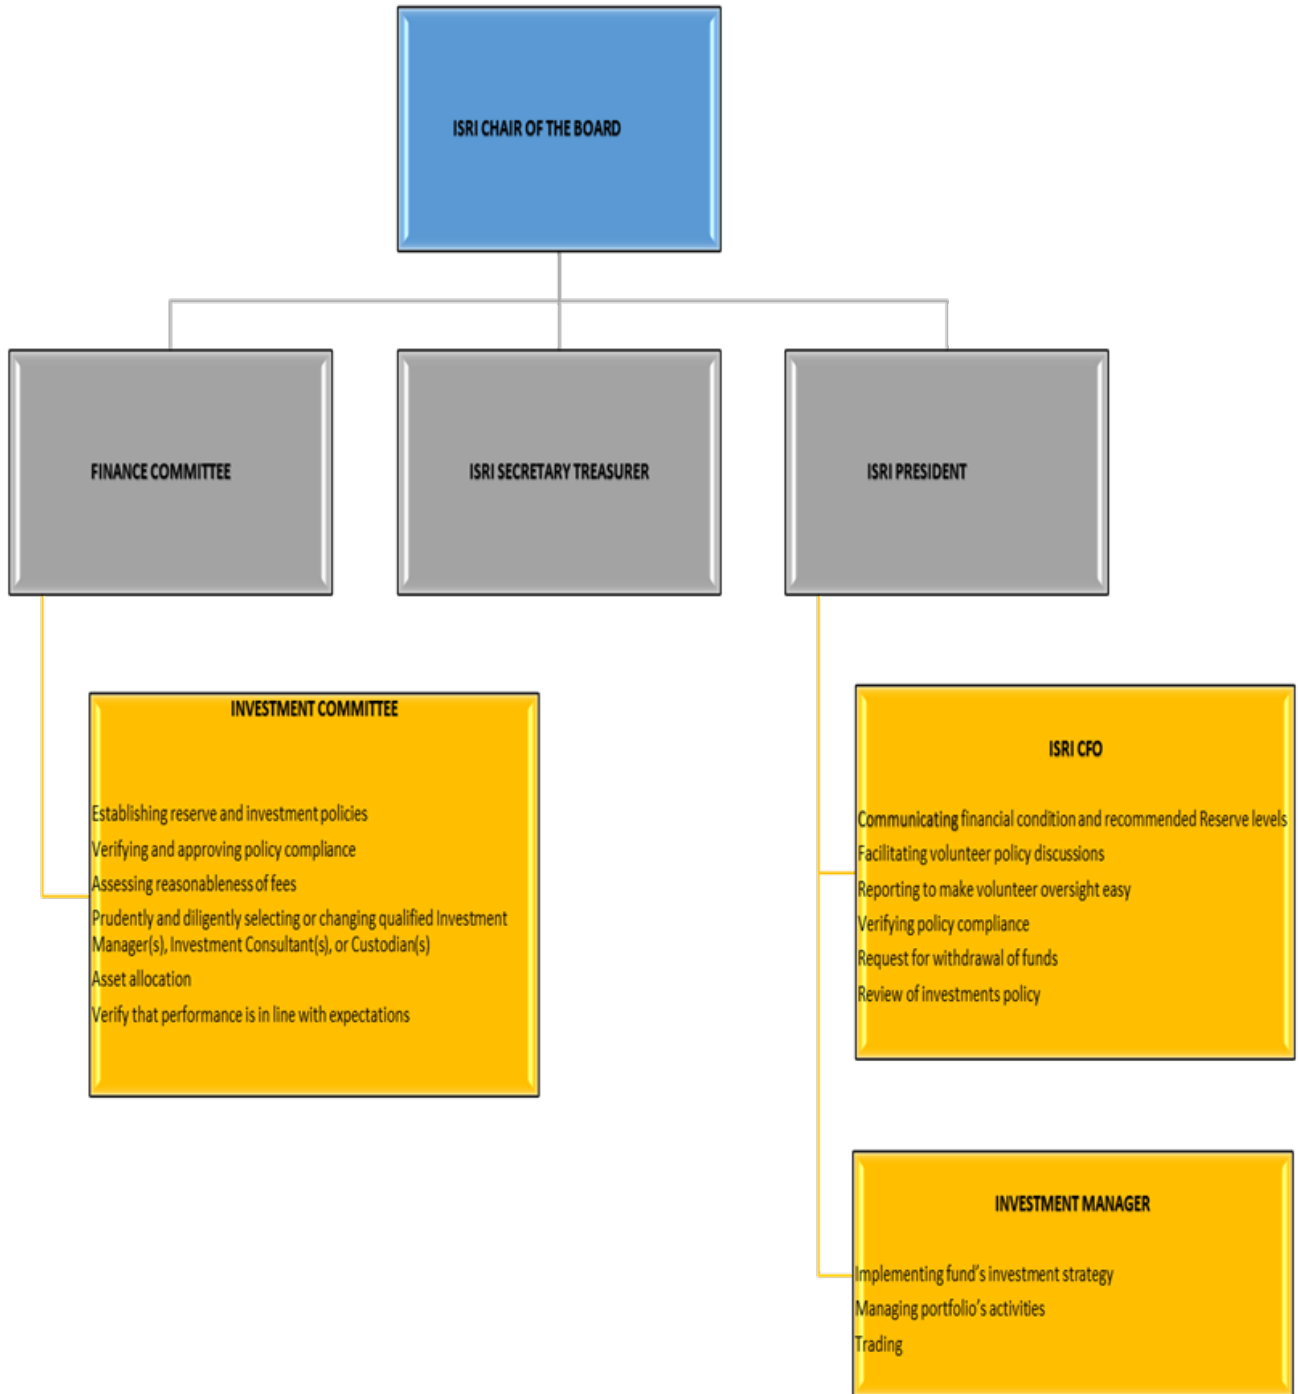 ISRI CHAIR OF THE BOARD
FINANCE COMMITTEE
ISRI SECRETARY TREASURER
ISRI PRESIDENT
INVESTMENT COMMITTEE
Establishing reserve and investment policies
Verifying and approving policy compliance
Assessing reasonableness of fees
Prudently and diligently selecting or changing qualified Investment
Manager(s), Investment Consultant(s), or Custodian(s)
Asset allocation
Verify that performance is in line with expectations
ISRI CFO
Communicating financial condition and recommended Reserve levels
Facilitating volunteer policy discussions
Reporting to make volunteer oversight easy
Verifying policy compliance
Request for withdrawal of funds
Review of investments policy
INVESTMENT MANAGER
Implementing fund's investment strategy
Managing portfolio's activities
Trading